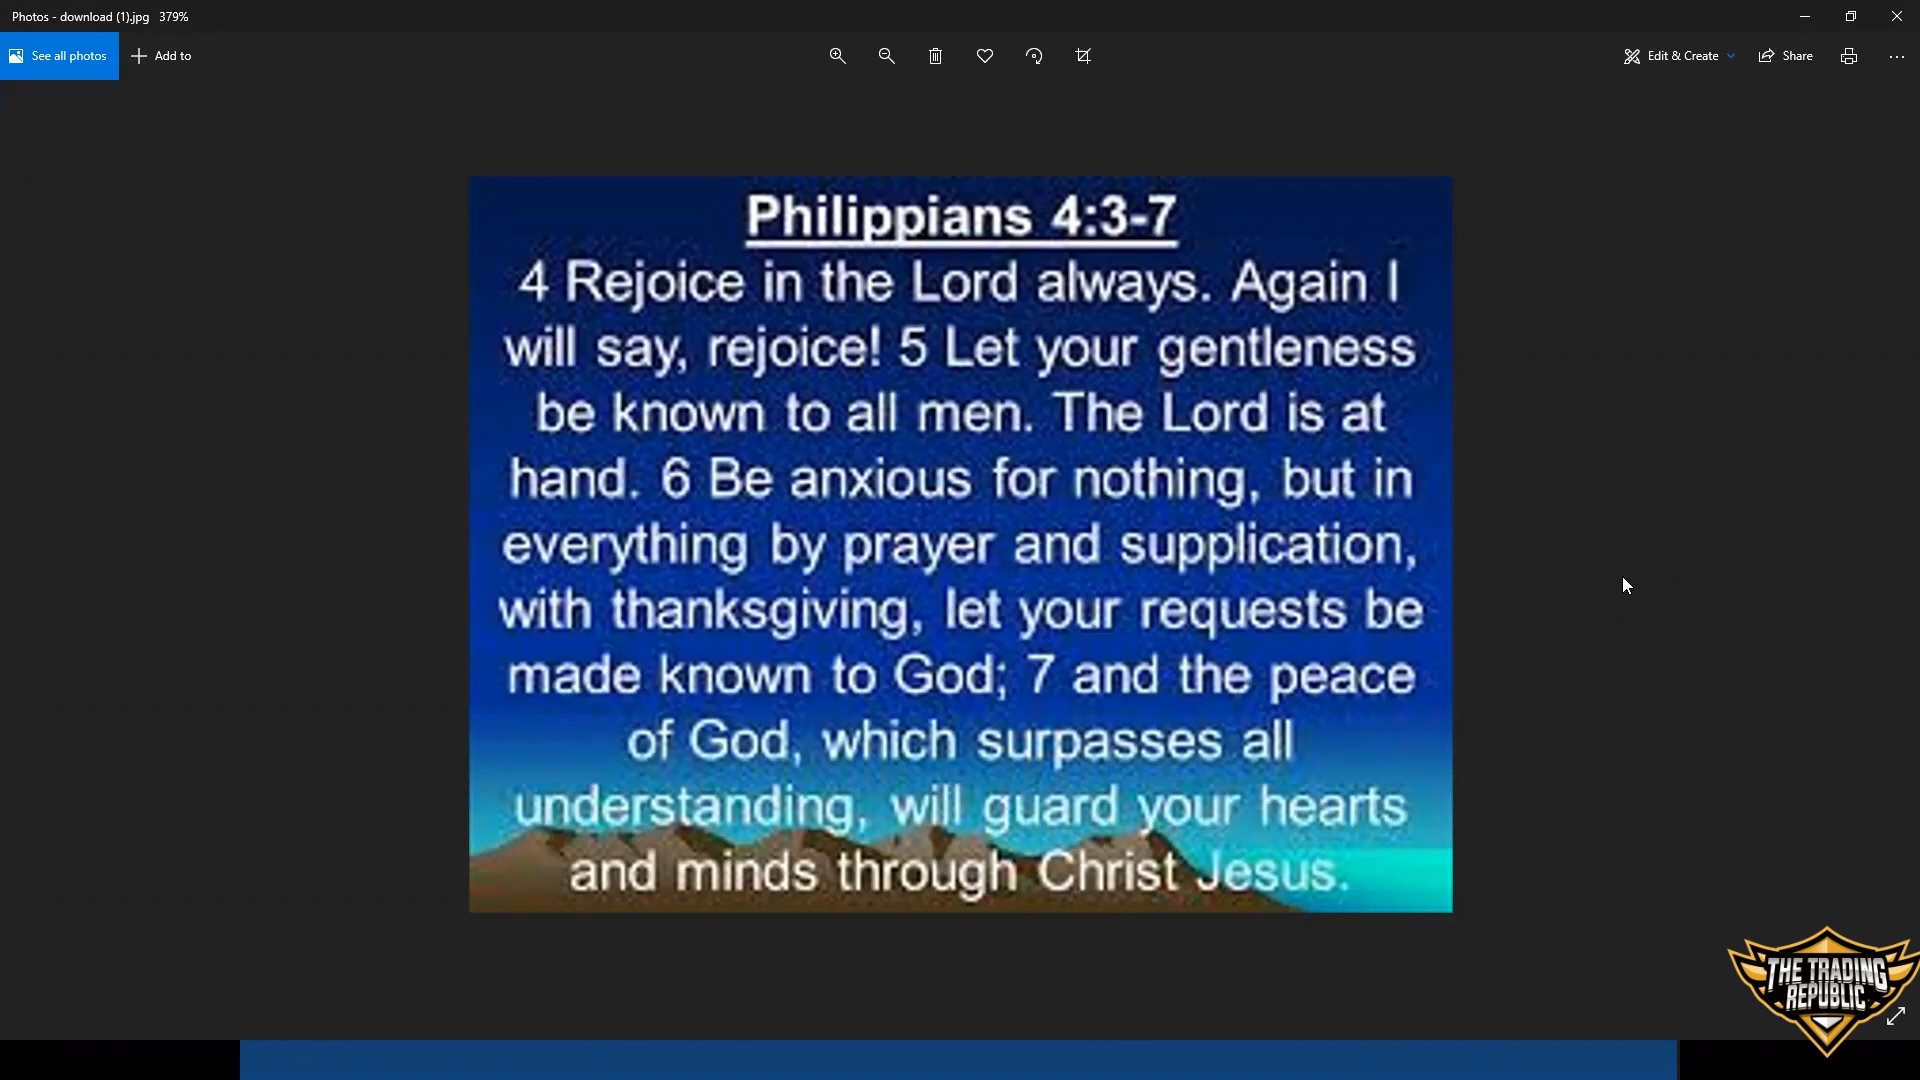 Photos - download (1).jpg 379%
See all photos
Add to
Edit & Create
Share
Philippians 4:3-7
4 Rejoice in the Lord always. Again I
will say, rejoice! 5 Let your gentleness
be known to all men. The Lord is at
hand. 6 Be anxious for nothing, but in
everything by prayer and supplication,
with thanksgiving, let your requests be
made known to God; 7 and the peace
of God, which surpasses all
understanding, will guard your hearts
and minds through Christ Jesus.
THE TRADING
REPUBLIC